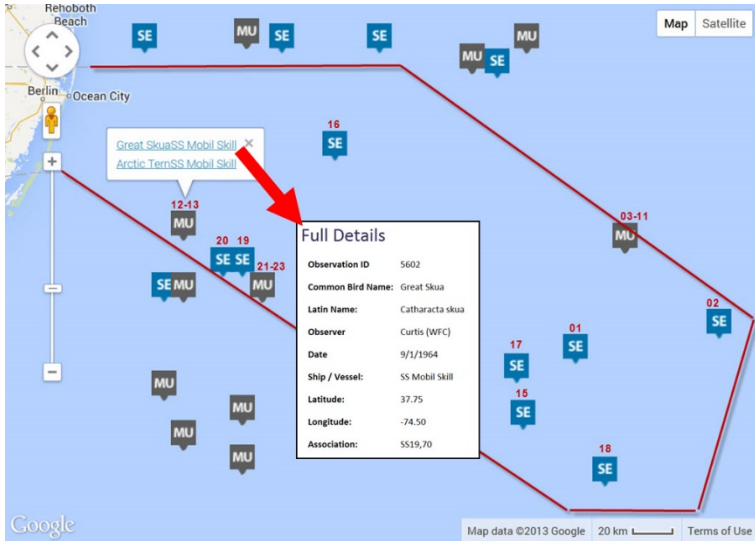 Rehoboth
Beach
Berlin
Ocean City
SE
MU
SE
SE
MU
SE
MU
Map
Satellite
16
SE
Great SkuaSS Mobil Skill
×
Arctic TernSS Mobil Skill
12-13
MU
20
19
SE
SE
21-23
MU
SE
MU
03-11
MU
02
SE
01
SE
17
SE
15
SE
18
SE
MU
MU
MU
MU
Full Details
Observation ID 5602
Common Bird Name: Great Skua
Latin Name: Catharacta skua
Observer Curtis (WFC)
Date 9/1/1964
Ship / Vessel: SS Mobil Skill
Latitude: 37.75
Longitude: -74.50
Association: SS19,70
Google
Map data ©2013 Google
20 km
Terms of Use